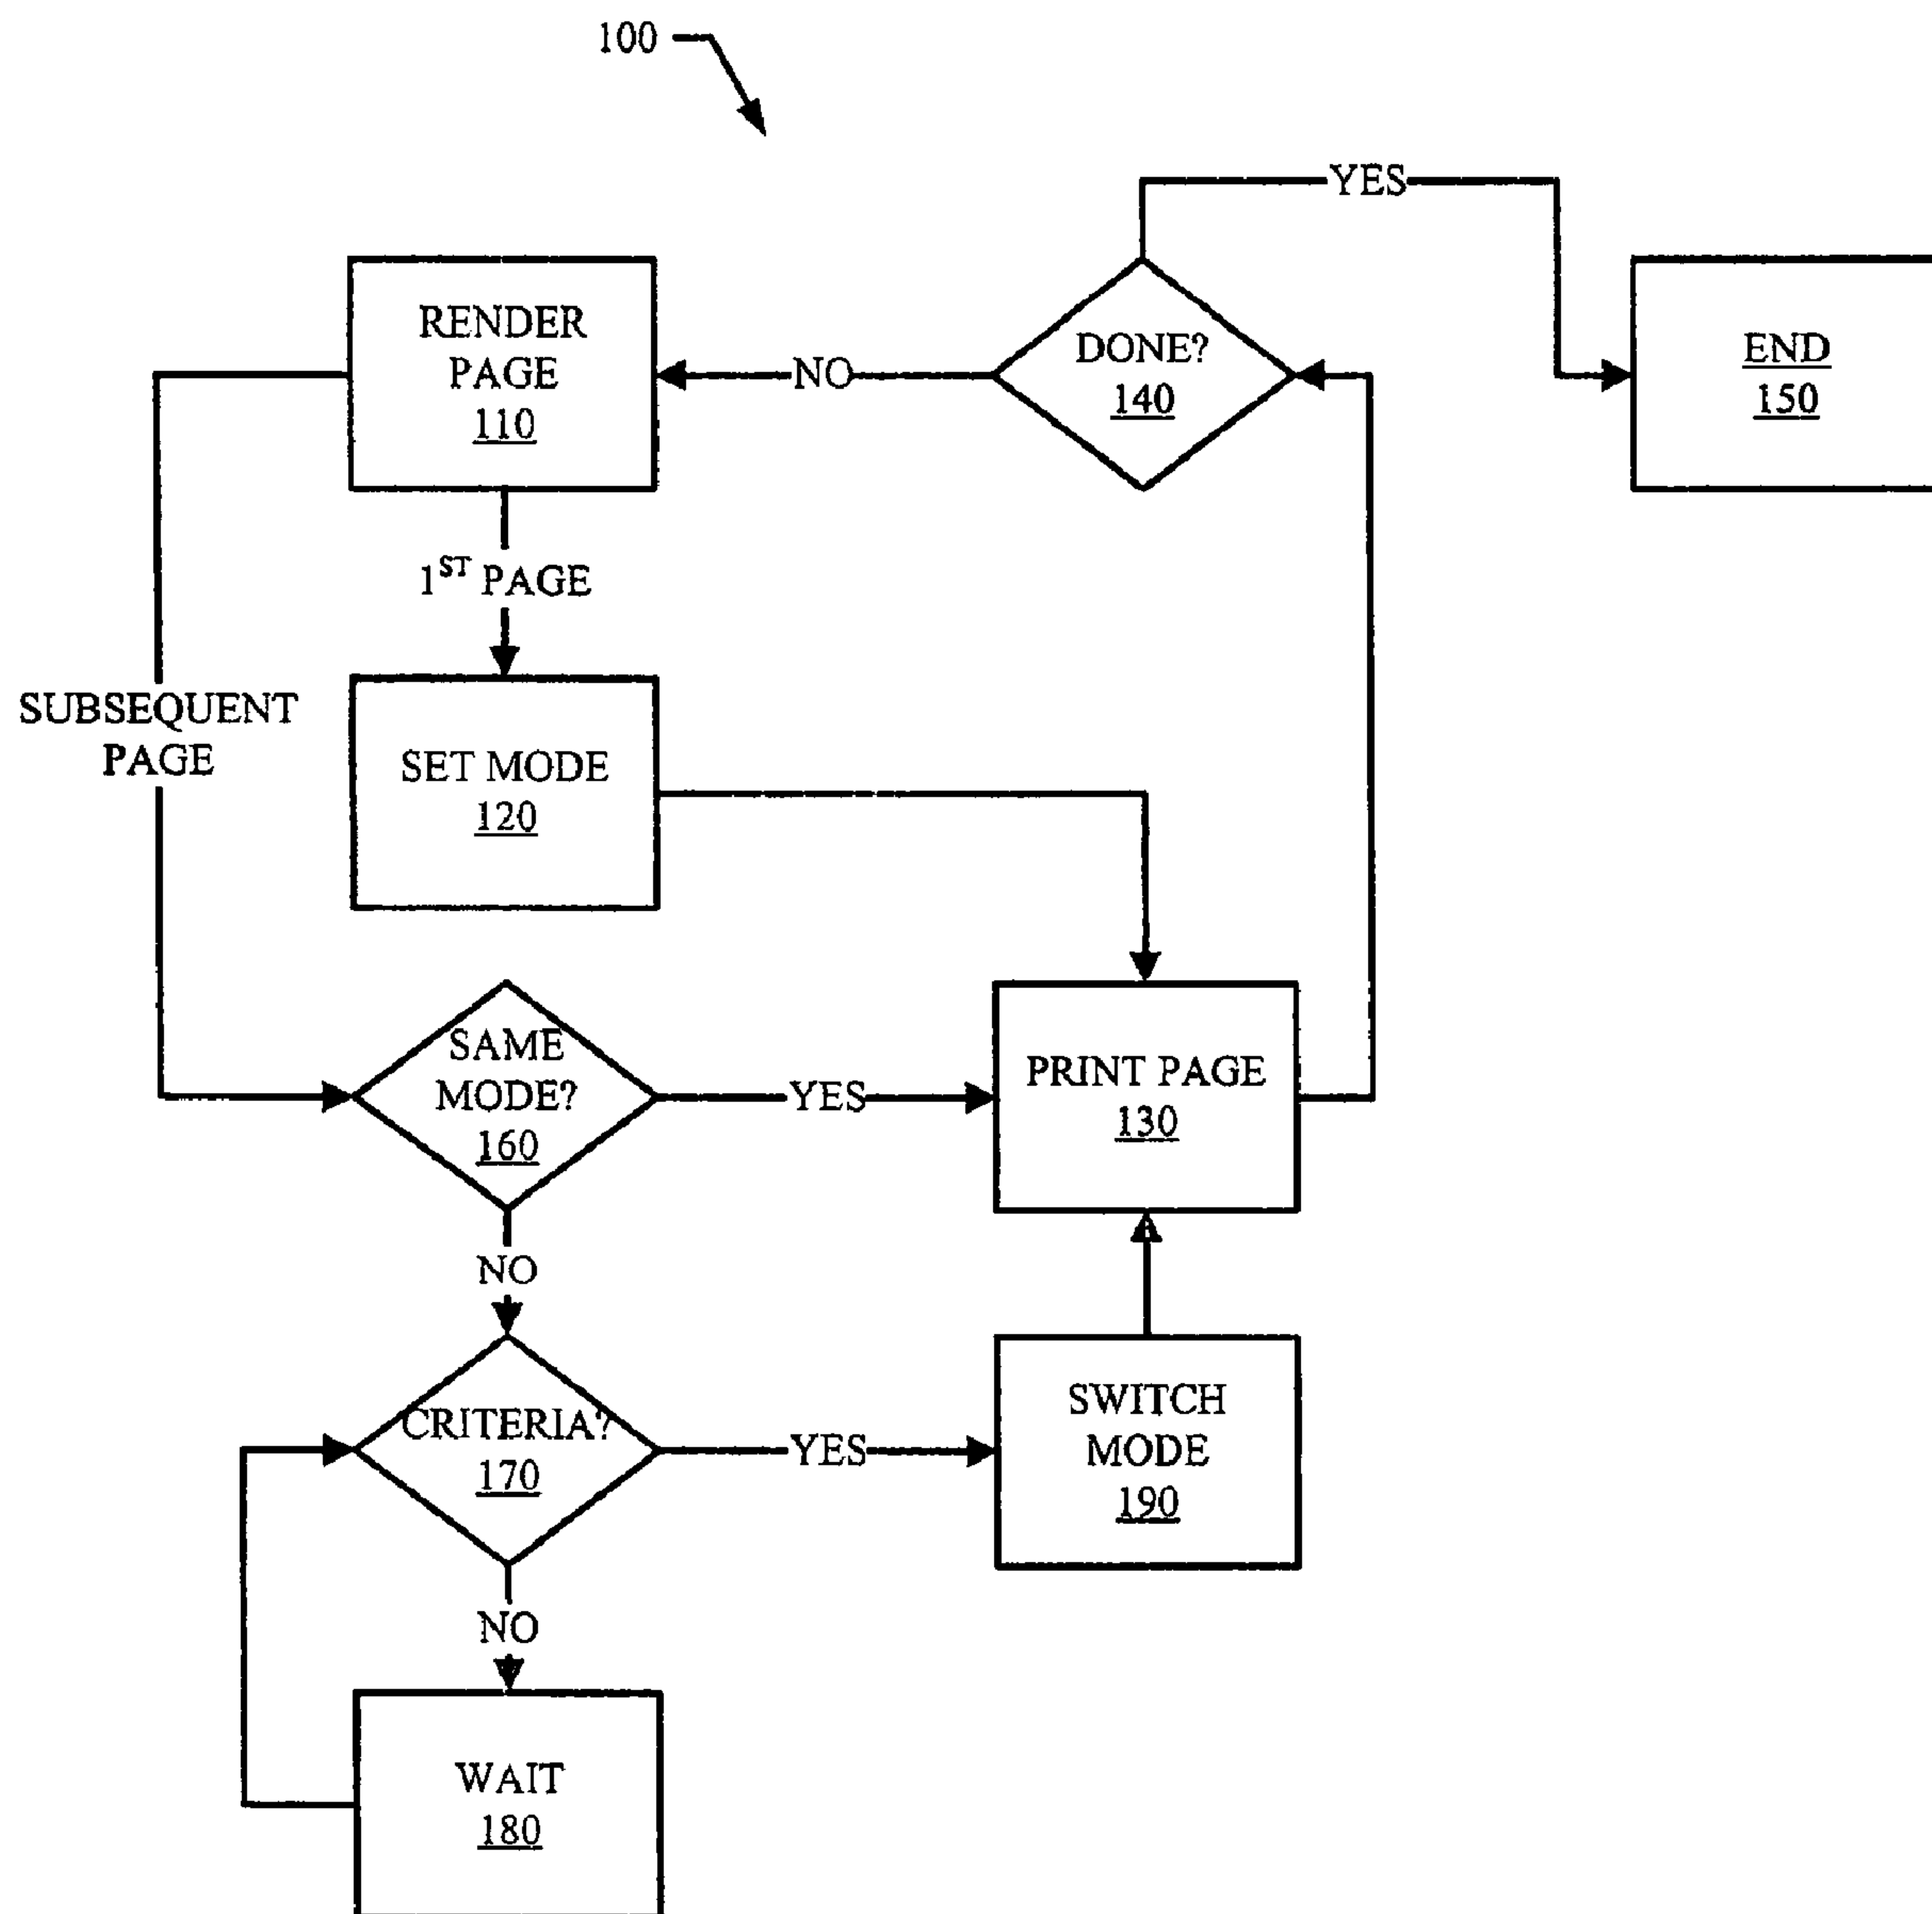 100
YES
RENDER
PAGE
110
NO
DONE?
140
END
150
1ST PAGE
SUBSEQUENT
PAGE
SET MODE
120
SAME
MODE?
160
YES
PRINT PAGE
130
NO
CRITERIA?
170
YES
SWITCH
MODE
190
NO
WAIT
180